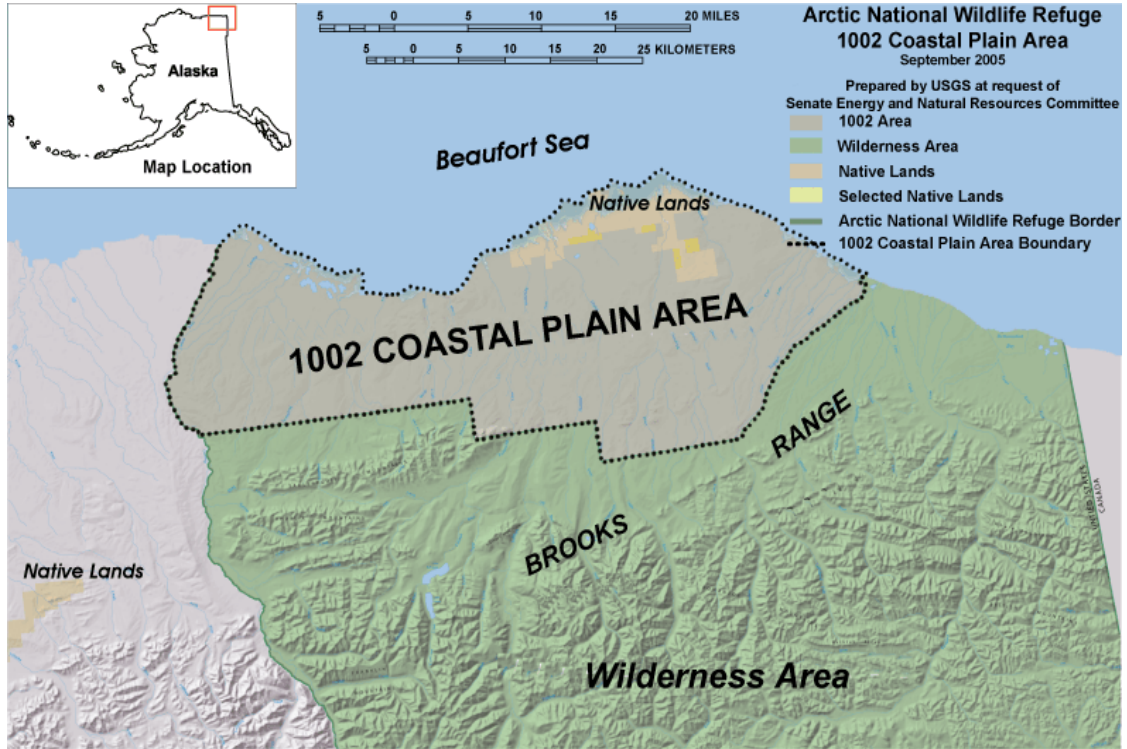 Alaska
Map Location
5 0 5 10 15 20 MILES
5 0 5 10 15 20 25 KILOMETERS
Arctic National Wildlife Refuge
1002 Coastal Plain Area
September 2005
Prepared by USGS at request of
Senate Energy and Natural Resources Committee
1002 Area
Wilderness Area
Native Lands
Selected Native Lands
Arctic National Wildlife Refuge Border
1002 Coastal Plain Area Boundary
Beaufort Sea
Native Lands
1002 COASTAL PLAIN AREA
BROOKS RANGE
UNITED STATES
CANADA
Native Lands
Wilderness Area